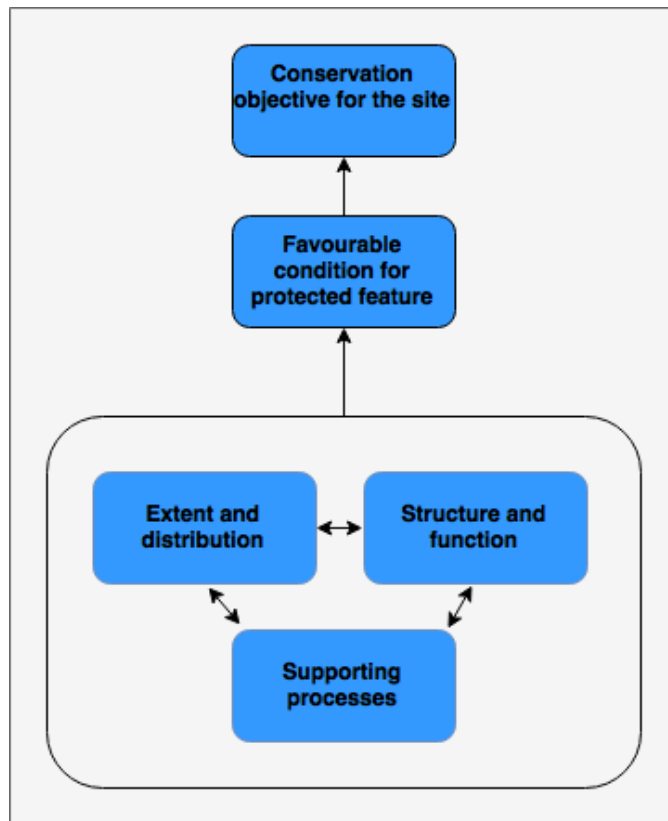 Conservation
objective for the site
Favourable
condition for
protected feature
Extent and
distribution
Structure and
function
Supporting
processes